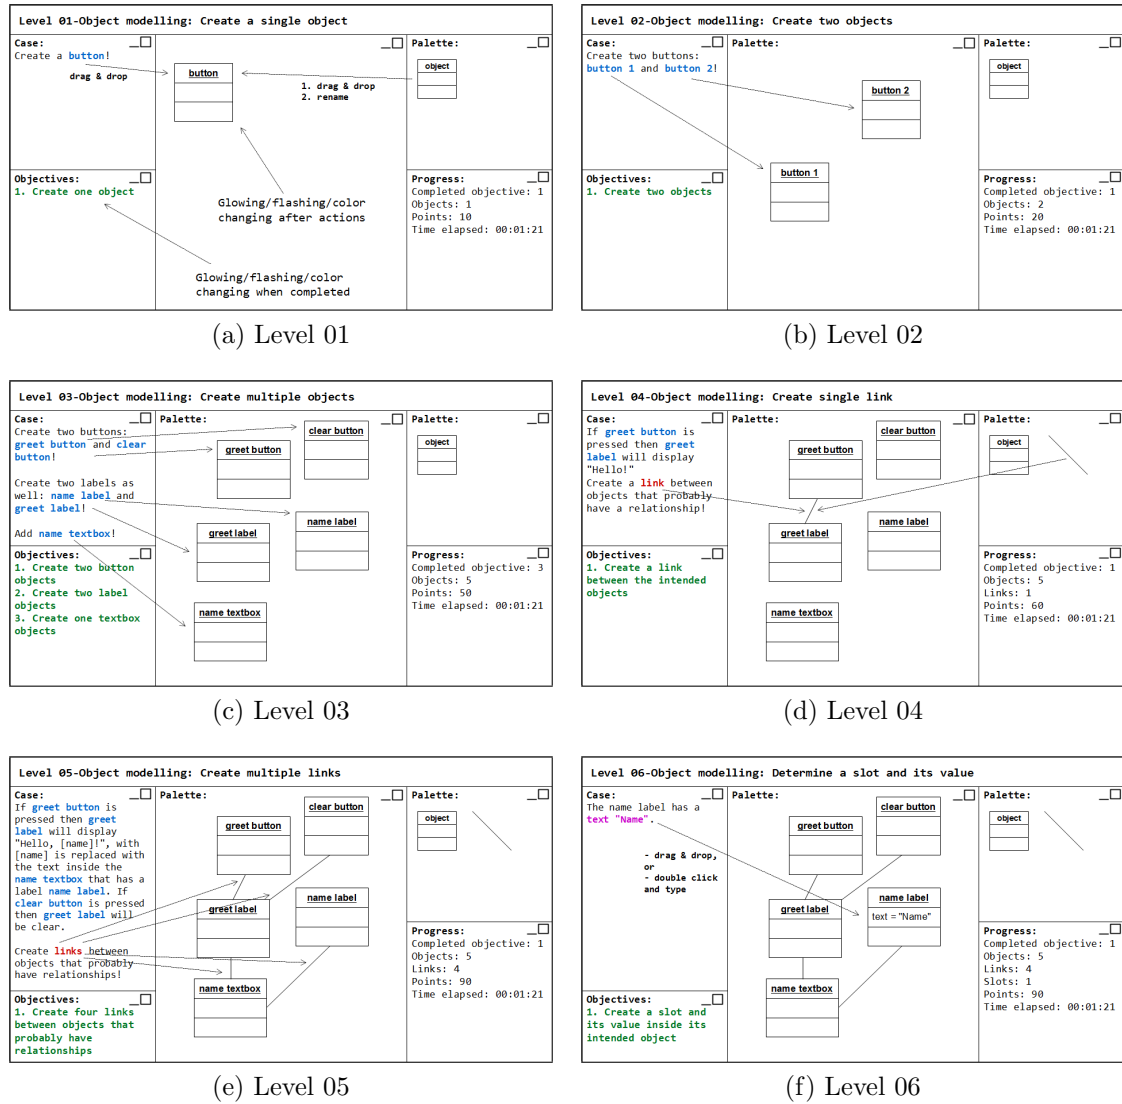 Level 01-Object modelling: Create a single object
Case:
Create a button!
drag & drop
button
1. drag & drop
2. rename
Palette:
object
Objectives:
1. Create one object
Glowing/flashing/color
changing after actions
Glowing/flashing/color
changing when completed
Progress:
Completed objective: 1
Objects: 1
Points: 10
Time elapsed: 00:01:21
(a) Level 01
Level 02-Object modelling: Create two objects
Case:
Create two buttons:
button 1 and button 2!
Palette:
button 2
button 1
Palette:
object
Objectives:
1. Create two objects
Progress:
Completed objective: 1
Objects: 2
Points: 20
Time elapsed: 00:01:21
(b) Level 02
Level 03-Object modelling: Create multiple objects
Case:
Create two buttons:
greet button and clear
button!
Create two labels as
well: name label and
greet label!
Add name textbox!
Palette:
clear button
greet button
name label
greet label
name textbox
Palette:
object
Objectives:
1. Create two button
objects
2. Create two label
objects
3. Create one textbox
objects
Progress:
Completed objective: 3
Objects: 5
Points: 50
Time elapsed: 00:01:21
(c) Level 03
Level 04-Object modelling: Create single link
Case:
If greet button is
pressed then greet
label will display
"Hello!"
Create a link between
objects that probably
have a relationship!
Palette:
clear button
greet button
name label
greet label
name textbox
Palette:
object
Objectives:
1. Create a link
between the intended
objects
Progress:
Completed objective: 1
Objects: 5
Links: 1
Points: 60
Time elapsed: 00:01:21
(d) Level 04
Level 05-Object modelling: Create multiple links
Case:
If greet button is
pressed then greet
label will display
"Hello, [name]!", with
[name] is replaced with
the text inside the
name textbox that has a
label name label. If
clear button is pressed
then greet label will
be clear.
Create links between
objects that probably
have relationships!
Palette:
clear button
greet button
name label
greet label
name textbox
Palette:
object
Objectives:
1. Create four links
between objects that
probably have
relationships
Progress:
Completed objective: 1
Objects: 5
Links: 4
Points: 90
Time elapsed: 00:01:21
(e) Level 05
Level 06-Object modelling: Determine a slot and its value
Case:
The name label has a
text "Name".
- drag & drop,
or
- double click
and type
Palette:
clear button
greet button
name label
text = "Name"
greet label
name textbox
Palette:
object
Objectives:
1. Create a slot and
its value inside its
intended object
Progress:
Completed objective: 1
Objects: 5
Links: 4
Slots: 1
Points: 90
Time elapsed: 00:01:21
(f) Level 06